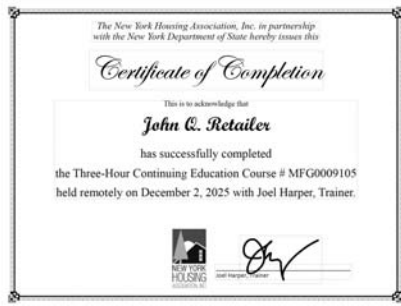 The New York Housing Association, Inc. in partnership
with the New York Department of State hereby issues this
Certificate of Completion
This is to acknowledge that
John Q. Retailer
has successfully completed
the Three-Hour Continuing Education Course # MFG0009105
held remotely on December 2, 2025 with Joel Harper, Trainer.
NEW YORK
HOUSING
ASSOCIATION, INC.
Joel Harper, Trainer